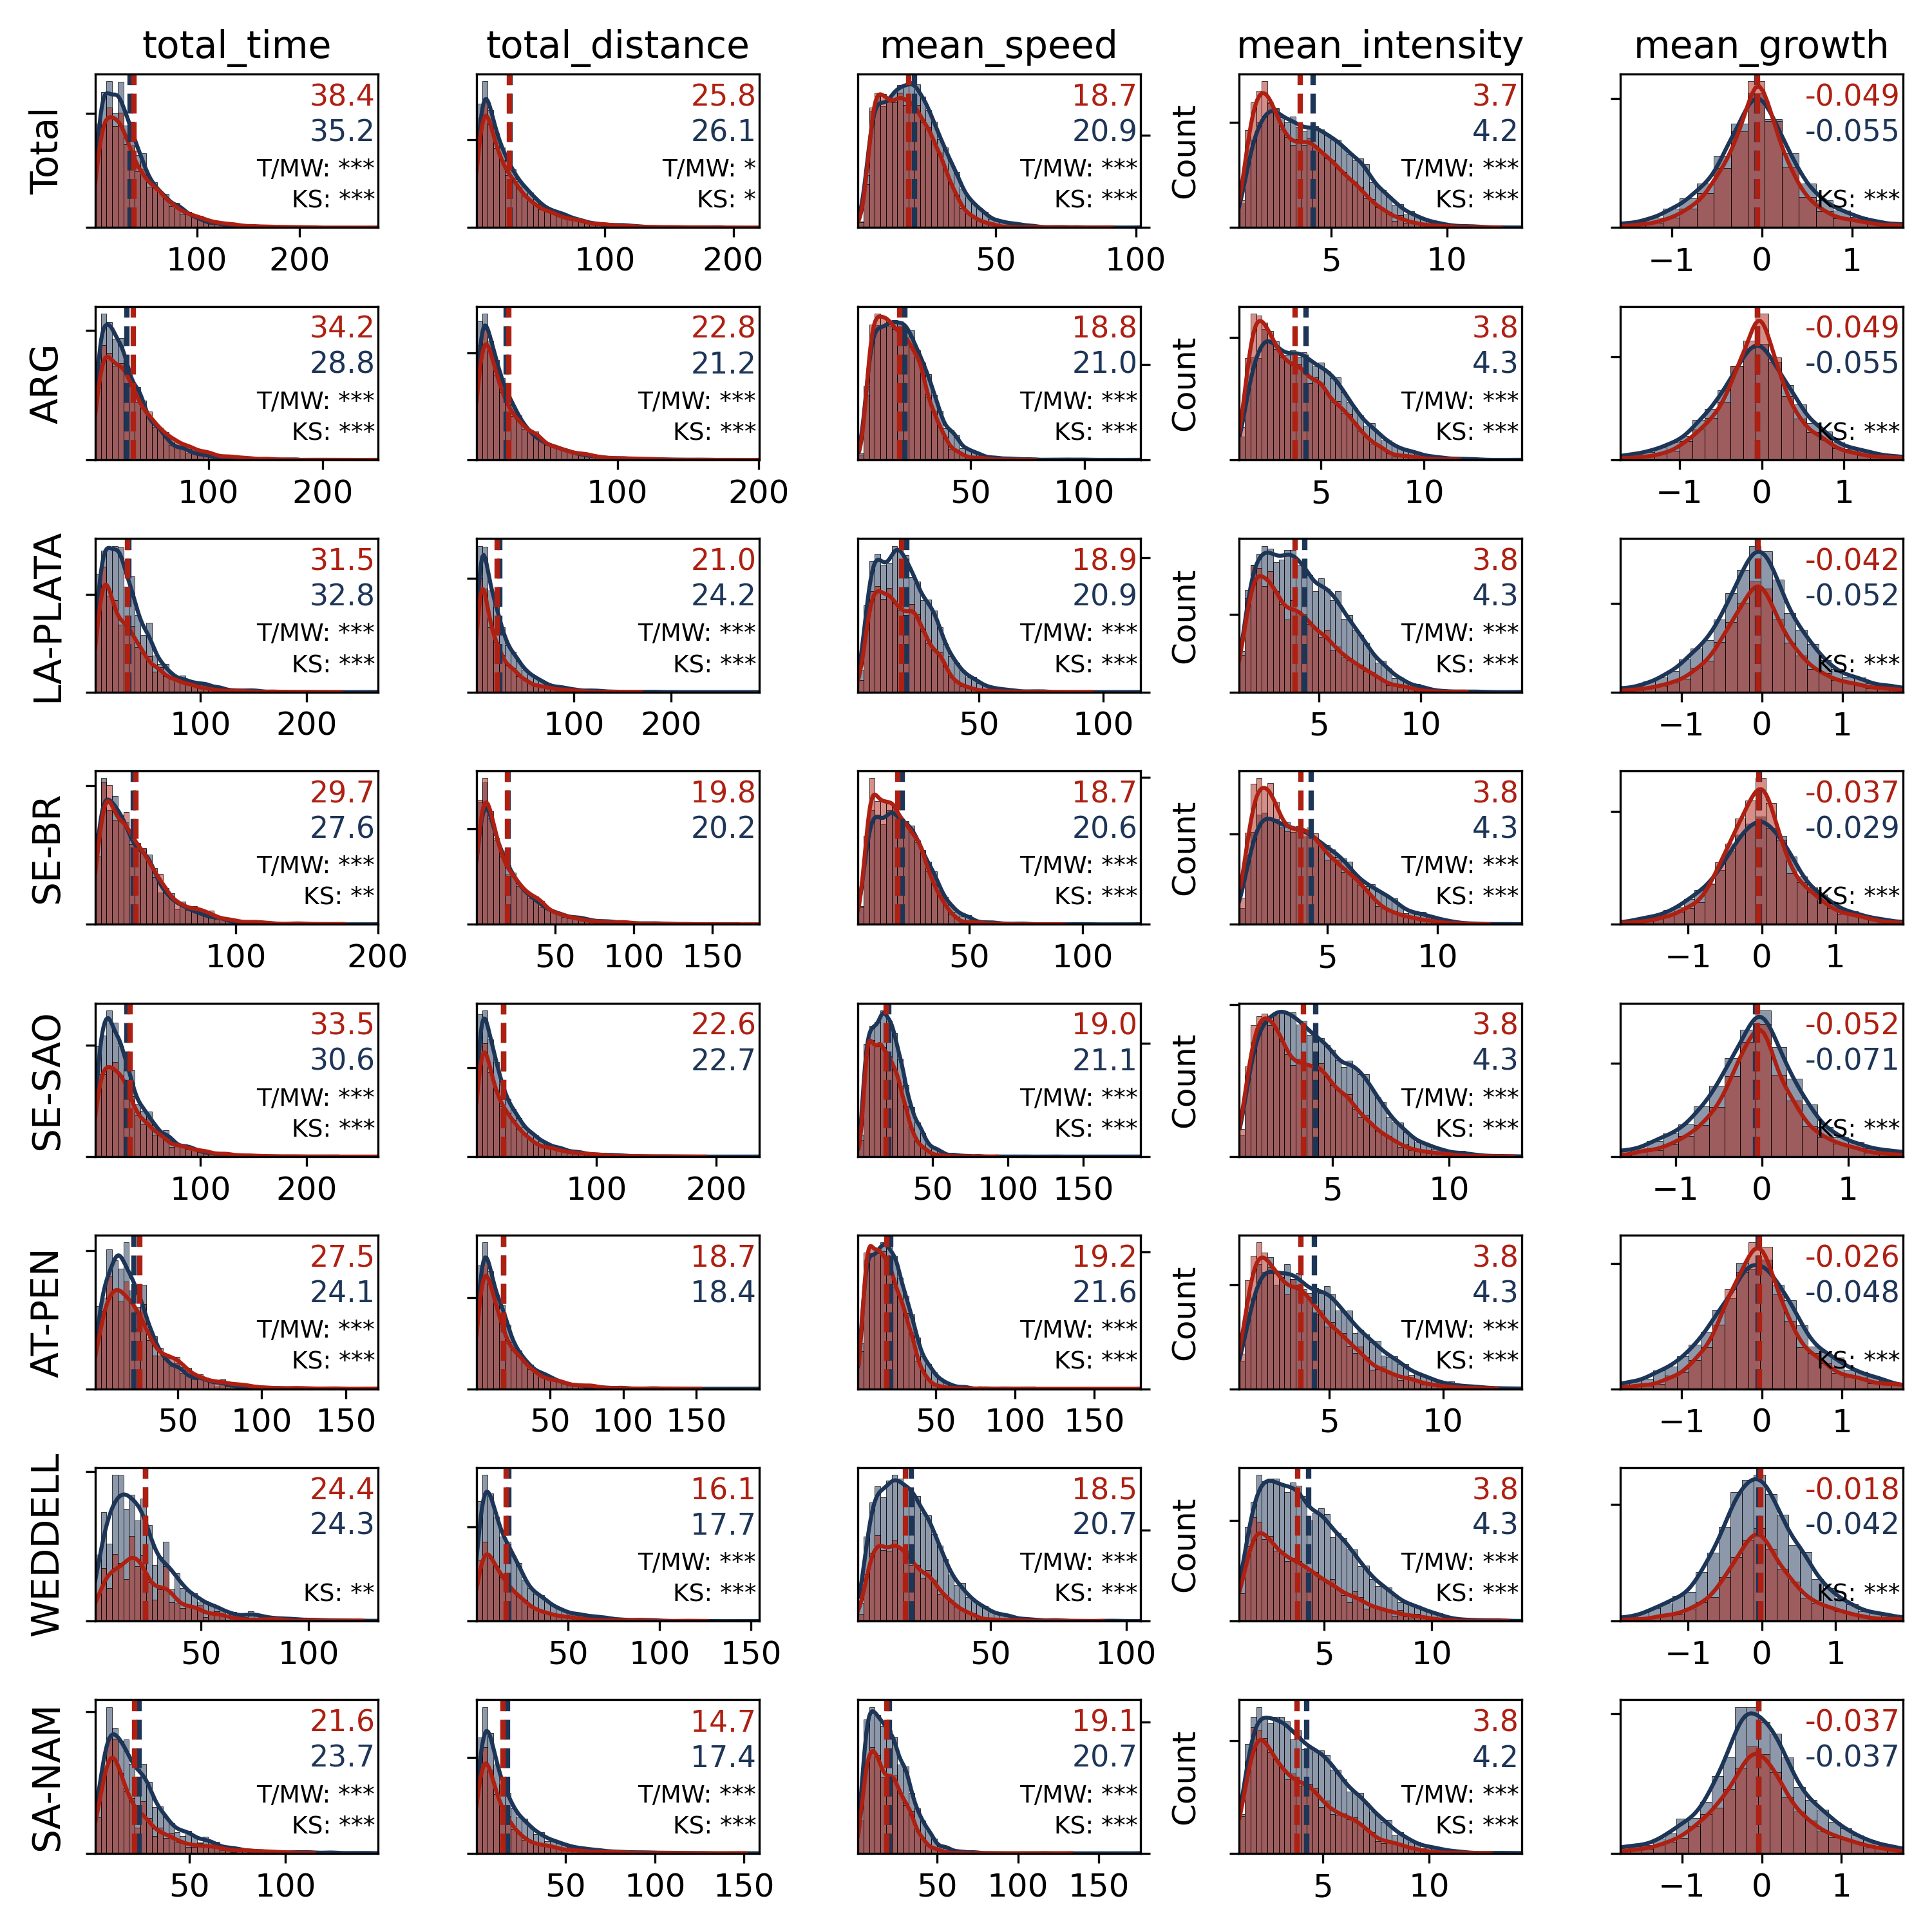 total_time total_distance mean_speed mean_intensity mean_growth
Total
38.4
35.2
T/MW: ***
KS: ***
100 200
25.8
26.1
T/MW: *
KS: *
100 200
18.7
20.9
T/MW: ***
KS: ***
50 100
Count
3.7
4.2
T/MW: ***
KS: ***
5 10
-0.049
-0.055
KS: ***
−1 0 1
ARG
34.2
28.8
T/MW: ***
KS: ***
100 200
22.8
21.2
T/MW: ***
KS: ***
100 200
18.8
21.0
T/MW: ***
KS: ***
50 100
Count
3.8
4.3
T/MW: ***
KS: ***
5 10
-0.049
-0.055
KS: ***
−1 0 1
LA-PLATA
31.5
32.8
T/MW: ***
KS: ***
100 200
21.0
24.2
T/MW: ***
KS: ***
100 200
18.9
20.9
T/MW: ***
KS: ***
50 100
Count
3.8
4.3
T/MW: ***
KS: ***
5 10
-0.042
-0.052
KS: ***
−1 0 1
SE-BR
29.7
27.6
T/MW: ***
KS: **
100 200
19.8
20.2
50 100 150
18.7
20.6
T/MW: ***
KS: ***
50 100
Count
3.8
4.3
T/MW: ***
KS: ***
5 10
-0.037
-0.029
KS: ***
−1 0 1
SE-SAO
33.5
30.6
T/MW: ***
KS: ***
100 200
22.6
22.7
100 200
19.0
21.1
T/MW: ***
KS: ***
50 100 150
Count
3.8
4.3
T/MW: ***
KS: ***
5 10
-0.052
-0.071
KS: ***
−1 0 1
AT-PEN
27.5
24.1
T/MW: ***
KS: ***
50 100 150
18.7
18.4
50 100 150
19.2
21.6
T/MW: ***
KS: ***
50 100 150
Count
3.8
4.3
T/MW: ***
KS: ***
5 10
-0.026
-0.048
KS: ***
−1 0 1
WEDDELL
24.4
24.3
KS: **
50 100
16.1
17.7
T/MW: ***
KS: ***
50 100 150
18.5
20.7
T/MW: ***
KS: ***
50 100
Count
3.8
4.3
T/MW: ***
KS: ***
5 10
-0.018
-0.042
KS: ***
−1 0 1
SA-NAM
21.6
23.7
T/MW: ***
KS: ***
50 100
14.7
17.4
T/MW: ***
KS: ***
50 100 150
19.1
20.7
T/MW: ***
KS: ***
50 100 150
Count
3.8
4.2
T/MW: ***
KS: ***
5 10
-0.037
-0.037
KS: ***
−1 0 1